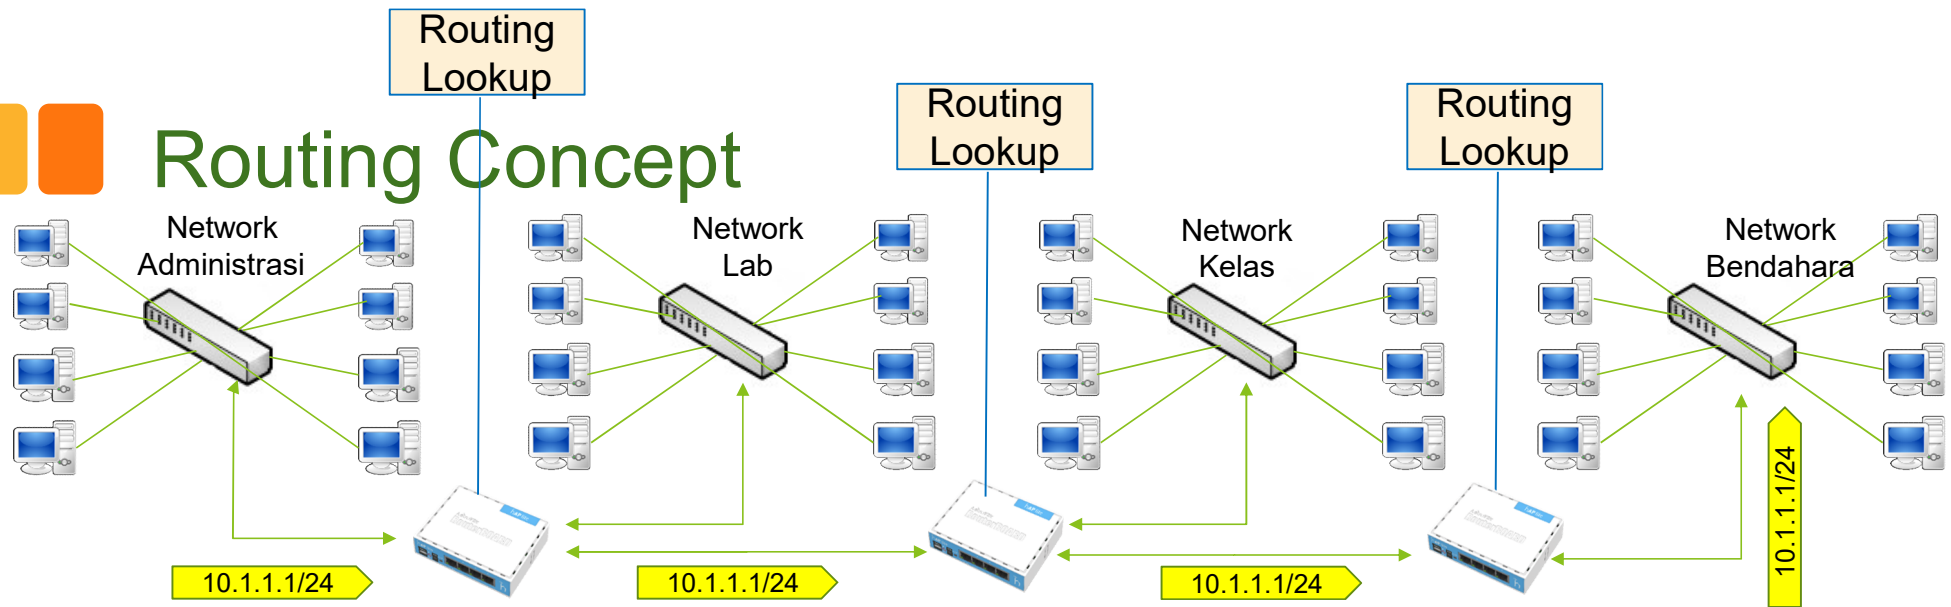 Routing
Lookup
Routing
Lookup
Routing
Lookup
Routing Concept
Network
Administrasi
Network
Lab
Network
Kelas
Network
Bendahara
10.1.1.1/24
10.1.1.1/24
10.1.1.1/24
10.1.1.1/24